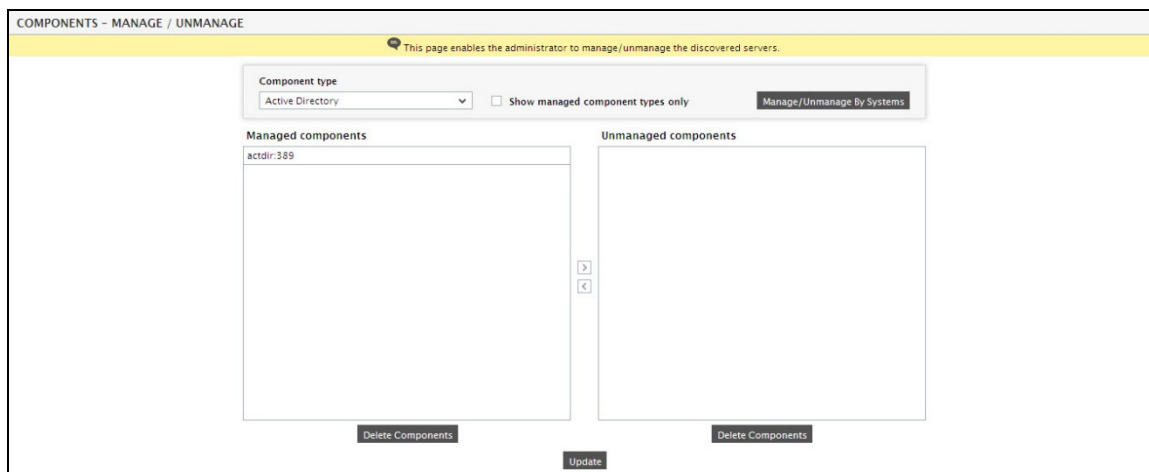 COMPONENTS – MANAGE / UNMANAGE
This page enables the administrator to manage/unmanage the discovered servers.
Component type
Active Directory
Show managed component types only
Manage/Unmanage By Systems
Managed components
Unmanaged components
actdir:389
>
<
Delete Components
Delete Components
Update